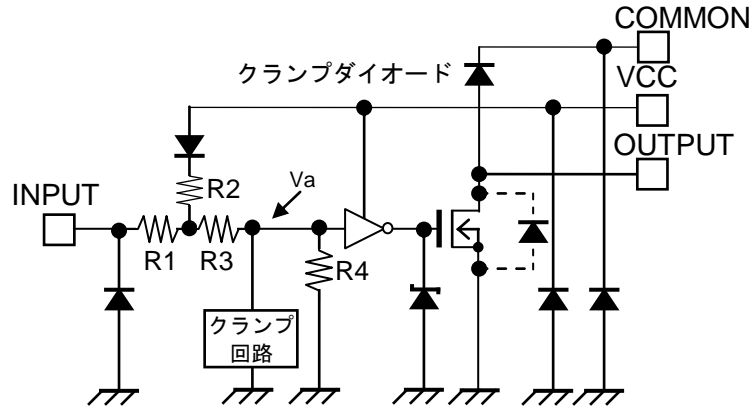 COMMON
クランプダイオード
VCC
OUTPUT
INPUT
R2
Va
R1
R3
R4
クランプ
回路